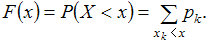 F(x) = P(X < x) = ∑ p_k.
x_k < x